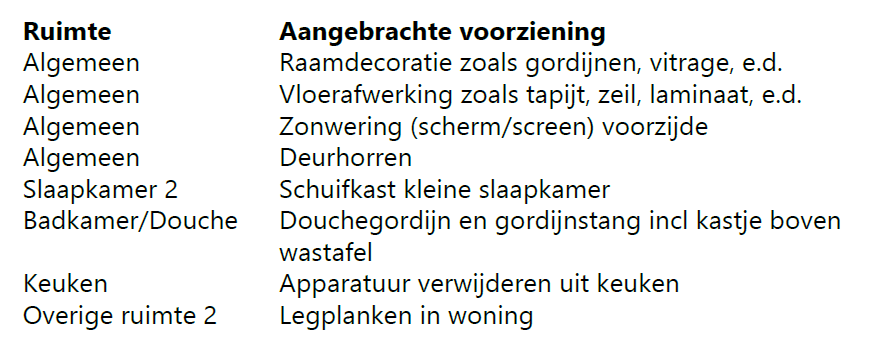 Ruimte Aangebrachte voorziening
Algemeen Raamdecoratie zoals gordijnen, vitrage, e.d.
Algemeen Vloerafwerking zoals tapijt, zeil, laminaat, e.d.
Algemeen Zonwering (scherm/screen) voorzijde
Algemeen Deurhorren
Slaapkamer 2 Schuifkast kleine slaapkamer
Badkamer/Douche Douchegordijn en gordijnstang incl kastje boven
wastafel
Keuken Apparatuur verwijderen uit keuken
Overige ruimte 2 Legplanken in woning